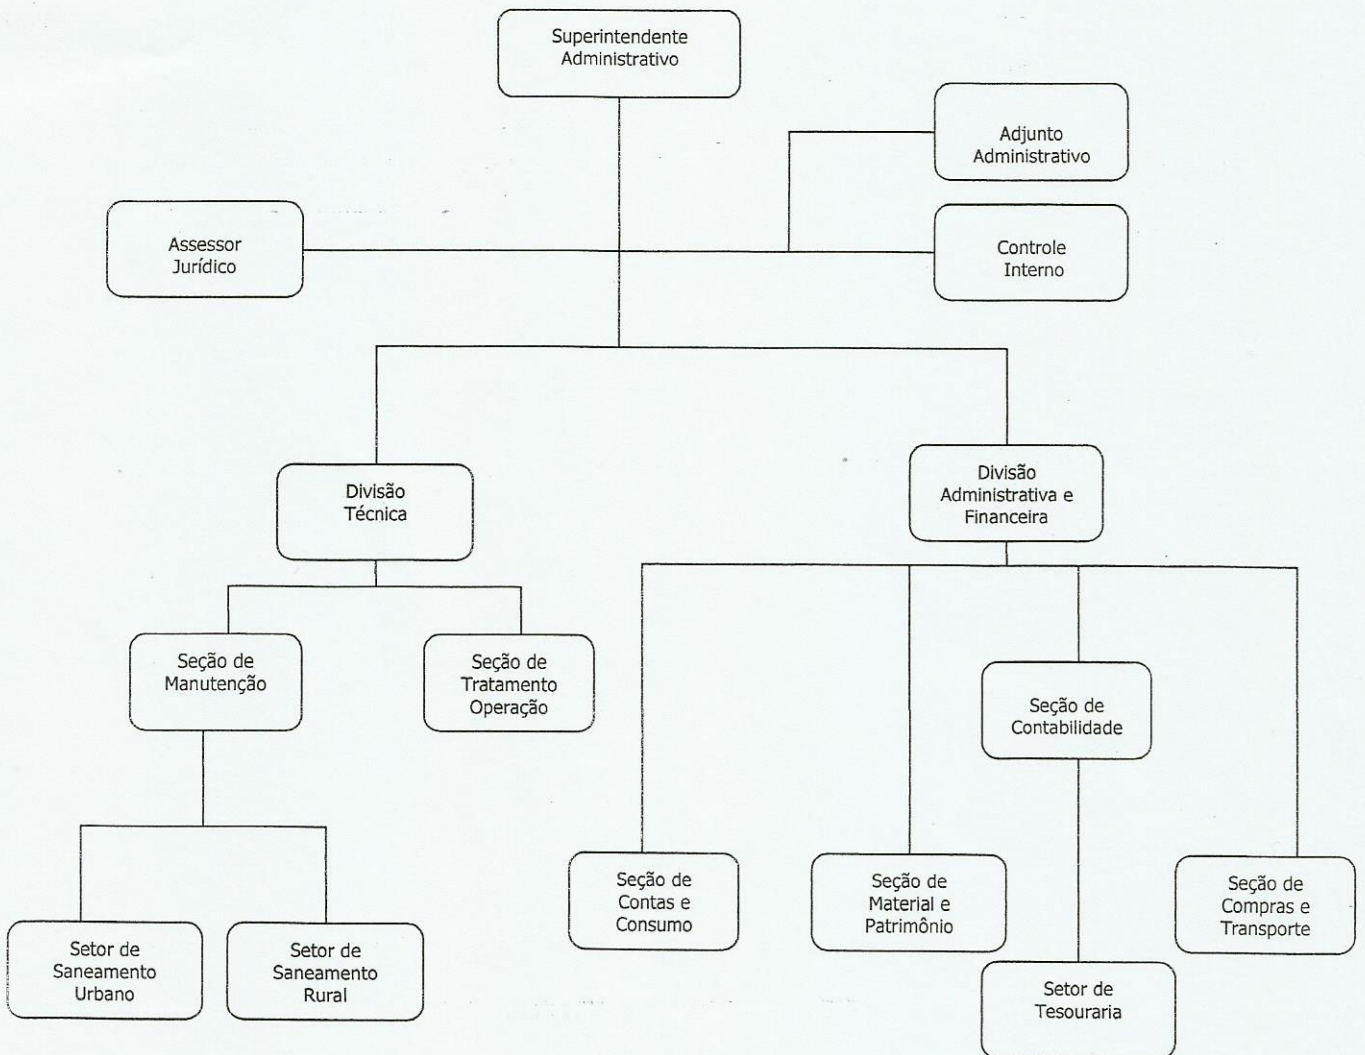 Superintendente
Administrativo
Adjunto
Administrativo
Assessor
Jurídico
Controle
Interno
Divisão
Técnica
Divisão
Administrativa e
Financeira
Seção de
Manutenção
Seção de
Tratamento
Operação
Seção de
Contabilidade
Seção de
Contas e
Consumo
Seção de
Material e
Patrimônio
Seção de
Compras e
Transporte
Setor de
Saneamento
Urbano
Setor de
Saneamento
Rural
Setor de
Tesouraria